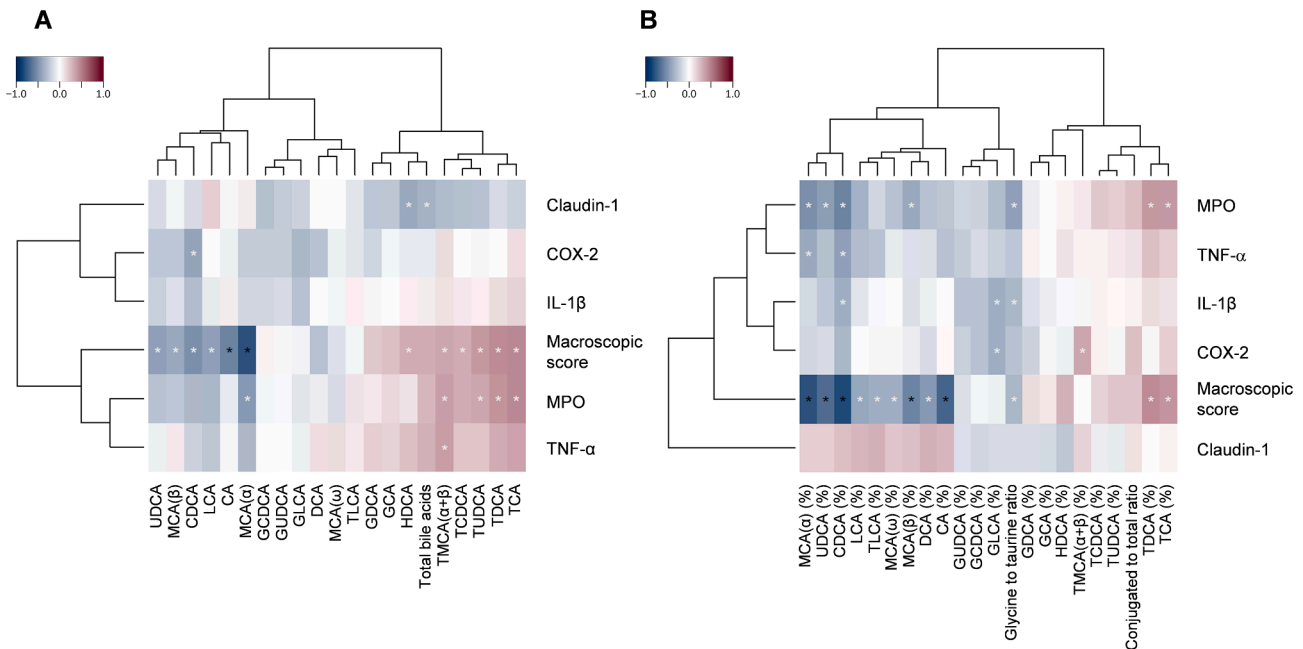 A
−1.0 0.0 1.0
Claudin-1
COX-2
IL-1β
Macroscopic
score
MPO
TNF-α
* *
*
* * * * * * * * * * * *
* * * *
*
UDCA
MCA(β)
CDCA
LCA
CA
MCA(α)
GCDCA
GUDCA
GLCA
DCA
MCA(ω)
TLCA
GDCA
GCA
HDCA
Total bile acids
TMCA(α+β)
TCDCA
TUDCA
TDCA
TCA
B
−1.0 0.0 1.0
MPO
TNF-α
IL-1β
COX-2
Macroscopic
score
Claudin-1
* * * * * * *
* *
* * *
* *
* * * * * * * * * * * *
MCA(α) (%)
UDCA (%)
CDCA (%)
LCA (%)
TLCA (%)
MCA(ω) (%)
MCA(β) (%)
DCA (%)
CA (%)
GUDCA (%)
GCDCA (%)
GLCA (%)
Glycine to taurine ratio
GDCA (%)
GCA (%)
HDCA (%)
TMCA(α+β) (%)
TCDCA (%)
TUDCA (%)
Conjugated to total ratio
TDCA (%)
TCA (%)